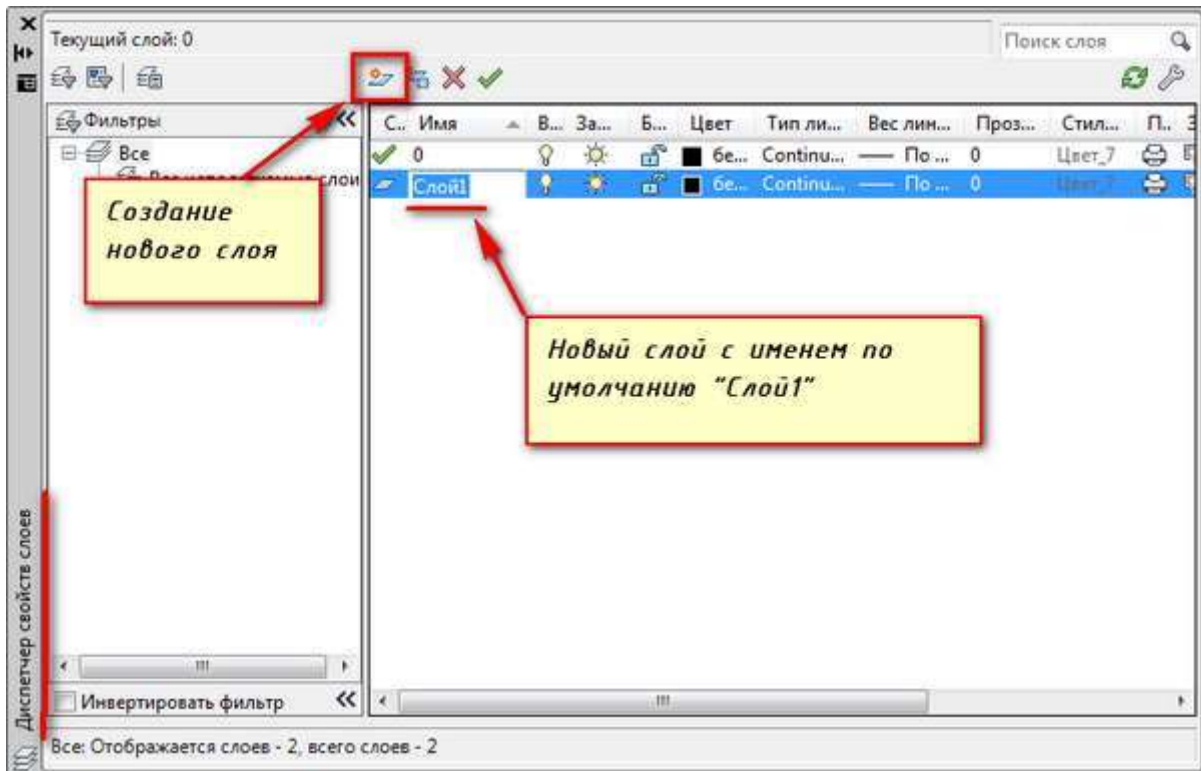 Текущий слой: 0
Поиск слоя
Фильтры
С.. Имя В... За... Б... Цвет Тип ли... Вес лин... Проз... Стил... П..
Все
0 бе... Continu... По ... 0 Цвет_7
слои
Слой1 бе... Continu... По ... 0 Цвет_7
Создание
нового слоя
Новый слой с именем по
умолчанию "Слой1"
Диспетчер свойств слоев
Инвертировать фильтр
Все: Отображается слоев - 2, всего слоев - 2